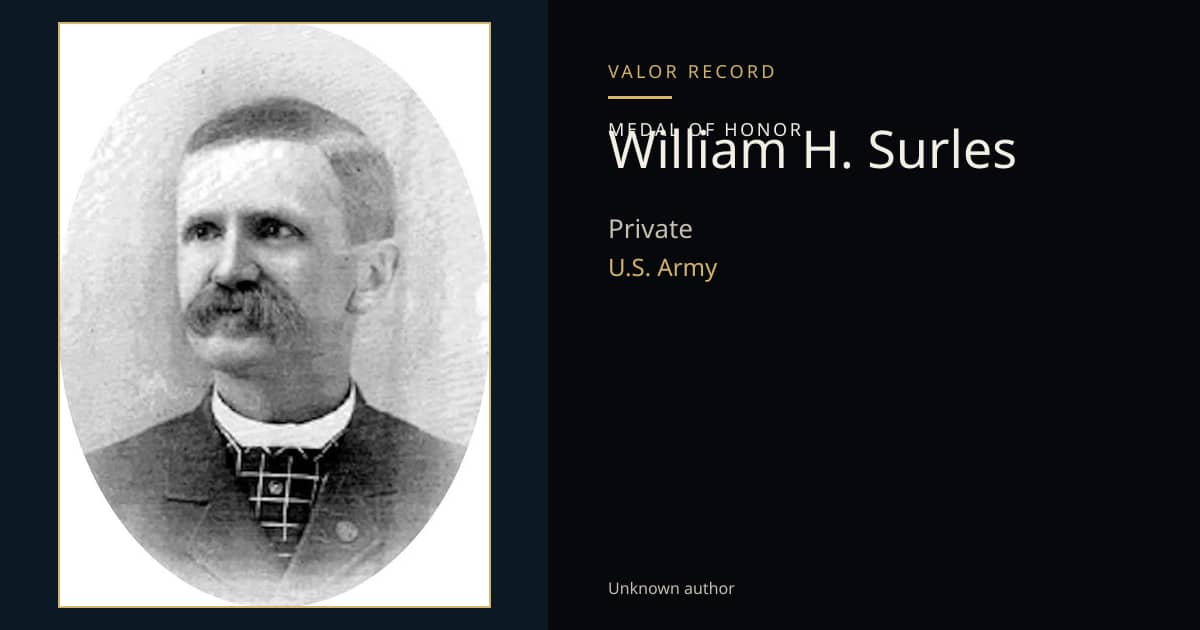 VALOR RECORD
MEDAL OF HONOR
William H. Surles
Private
U.S. Army
Unknown author